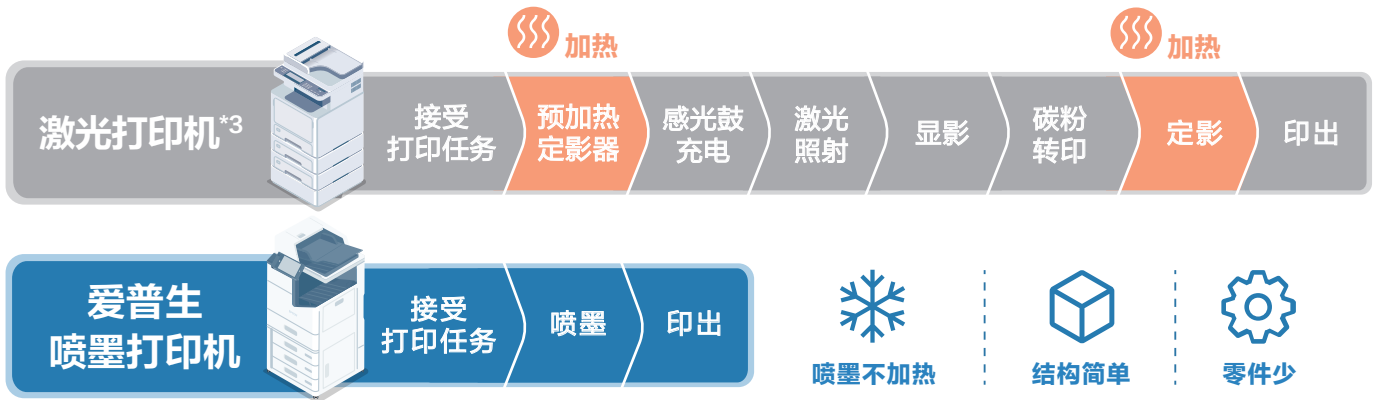 加热
加热
激光打印机*3
接受
打印任务
预加热
定影器
感光鼓
充电
激光
照射
显影
碳粉
转印
定影
印出
爱普生
喷墨打印机
接受
打印任务
喷墨
印出
喷墨不加热
结构简单
零件少